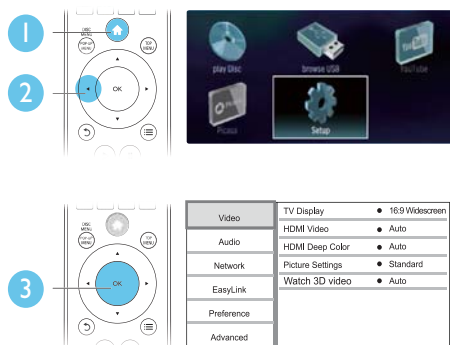 1
DISC
MENU
POP-UP
MENU
TOP
MENU
2
OK
play Disc
browse USB
YouTube
You
Picasa
Setup
DISC
MENU
POP-UP
MENU
TOP
MENU
3
OK
Video
Audio
Network
EasyLink
Preference
Advanced
TV Display • 16:9 Widescreen
HDMI Video • Auto
HDMI Deep Color • Auto
Picture Settings • Standard
Watch 3D video • Auto